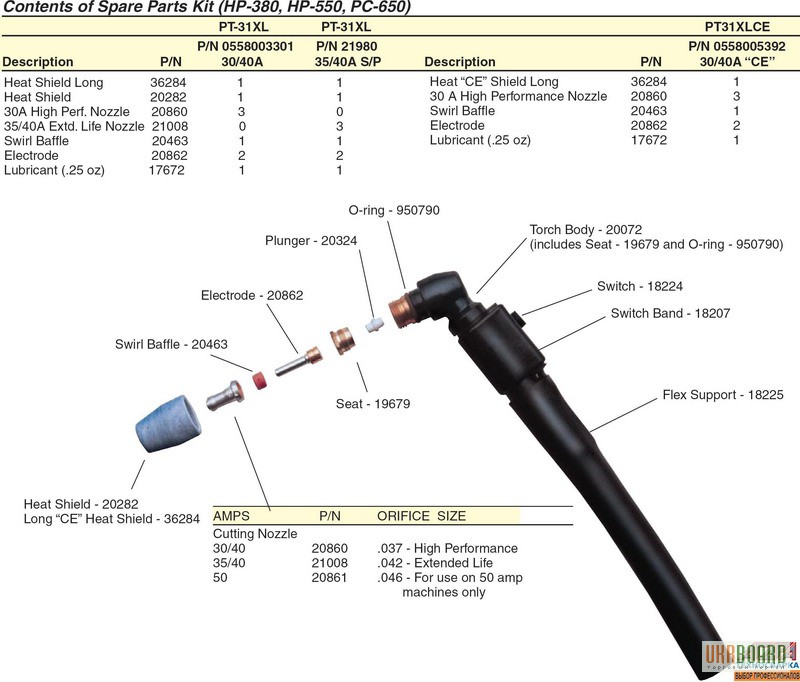 Contents of Spare Parts Kit (HP-380, HP-550, PC-650)
PT-31XL PT-31XL
P/N 0558003301 P/N 21980
Description P/N 30/40A 35/40A S/P
Heat Shield Long 36284 1 1
Heat Shield 20282 1 1
30A High Perf. Nozzle 20860 3 0
35/40A Extd. Life Nozzle 21008 0 3
Swirl Baffle 20463 1 1
Electrode 20862 2 2
Lubricant (.25 oz) 17672 1 1
PT31XLCE
P/N 0558005392
Description P/N 30/40A “CE”
Heat “CE” Shield Long 36284 1
30 A High Performance Nozzle 20860 3
Swirl Baffle 20463 1
Electrode 20862 2
Lubricant (.25 oz) 17672 1
O-ring - 950790
Plunger - 20324
Torch Body - 20072
(includes Seat - 19679 and O-ring - 950790)
Electrode - 20862
Switch - 18224
Switch Band - 18207
Swirl Baffle - 20463
Seat - 19679
Flex Support - 18225
Heat Shield - 20282
Long “CE” Heat Shield - 36284
AMPS P/N ORIFICE SIZE
Cutting Nozzle
30/40 20860 .037 - High Performance
35/40 21008 .042 - Extended Life
50 20861 .046 - For use on 50 amp
machines only
UKRBOARD
ВЫБОР ПРОФЕССИОНАЛОВ